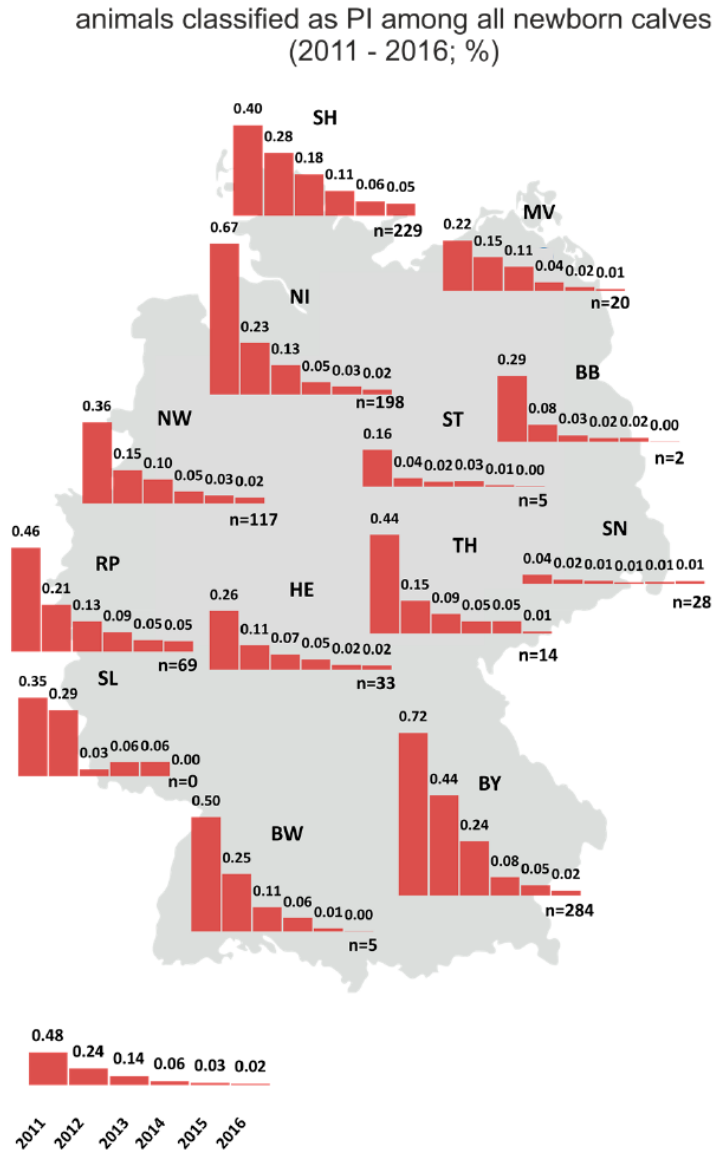 animals classified as PI among all newborn calves
(2011 - 2016; %)
SH
0.40 0.28 0.18 0.11 0.06 0.05
n=229
MV
0.22 0.15 0.11 0.04 0.02 0.01
n=20
NI
0.67 0.23 0.13 0.05 0.03 0.02
n=198
BB
0.29 0.08 0.03 0.02 0.02 0.00
n=2
NW
0.36 0.15 0.10 0.05 0.03 0.02
n=117
ST
0.16 0.04 0.02 0.03 0.01 0.00
n=5
SN
0.04 0.02 0.01 0.01 0.01 0.01
n=28
RP
0.46 0.21 0.13 0.09 0.05 0.05
n=69
HE
0.26 0.11 0.07 0.05 0.02 0.02
n=33
TH
0.44 0.15 0.09 0.05 0.05 0.01
n=14
SL
0.35 0.29 0.03 0.06 0.06 0.00
n=0
BY
0.72 0.44 0.24 0.08 0.05 0.02
n=284
BW
0.50 0.25 0.11 0.06 0.01 0.00
n=5
0.48 0.24 0.14 0.06 0.03 0.02
2011 2012 2013 2014 2015 2016